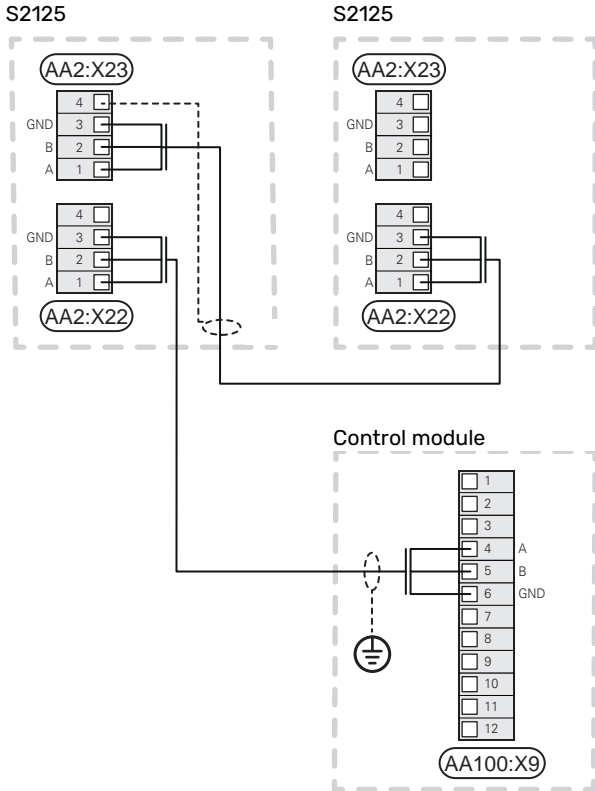 S2125
S2125
AA2:X23
4
GND 3
B 2
A 1
4
GND 3
B 2
A 1
AA2:X22
AA2:X23
4
GND 3
B 2
A 1
4
GND 3
B 2
A 1
AA2:X22
Control module
1
2
3
4 A
5 B
6 GND
7
8
9
10
11
12
AA100:X9